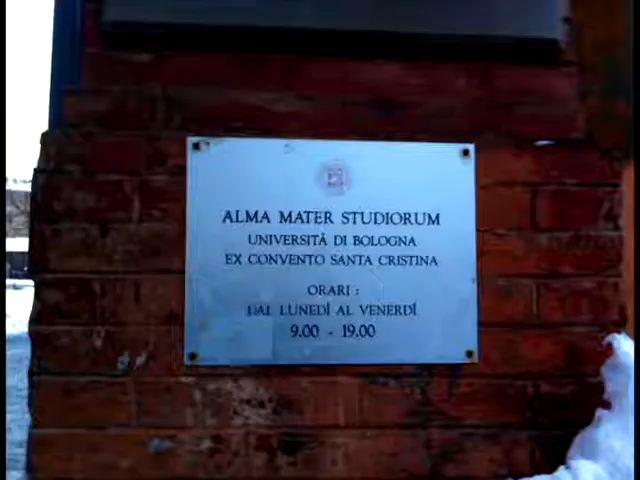 ALMA MATER STUDIORUM
UNIVERSITÀ DI BOLOGNA
EX CONVENTO SANTA CRISTINA
ORARI :
DAL LUNEDÌ AL VENERDÌ
9.00 - 19.00